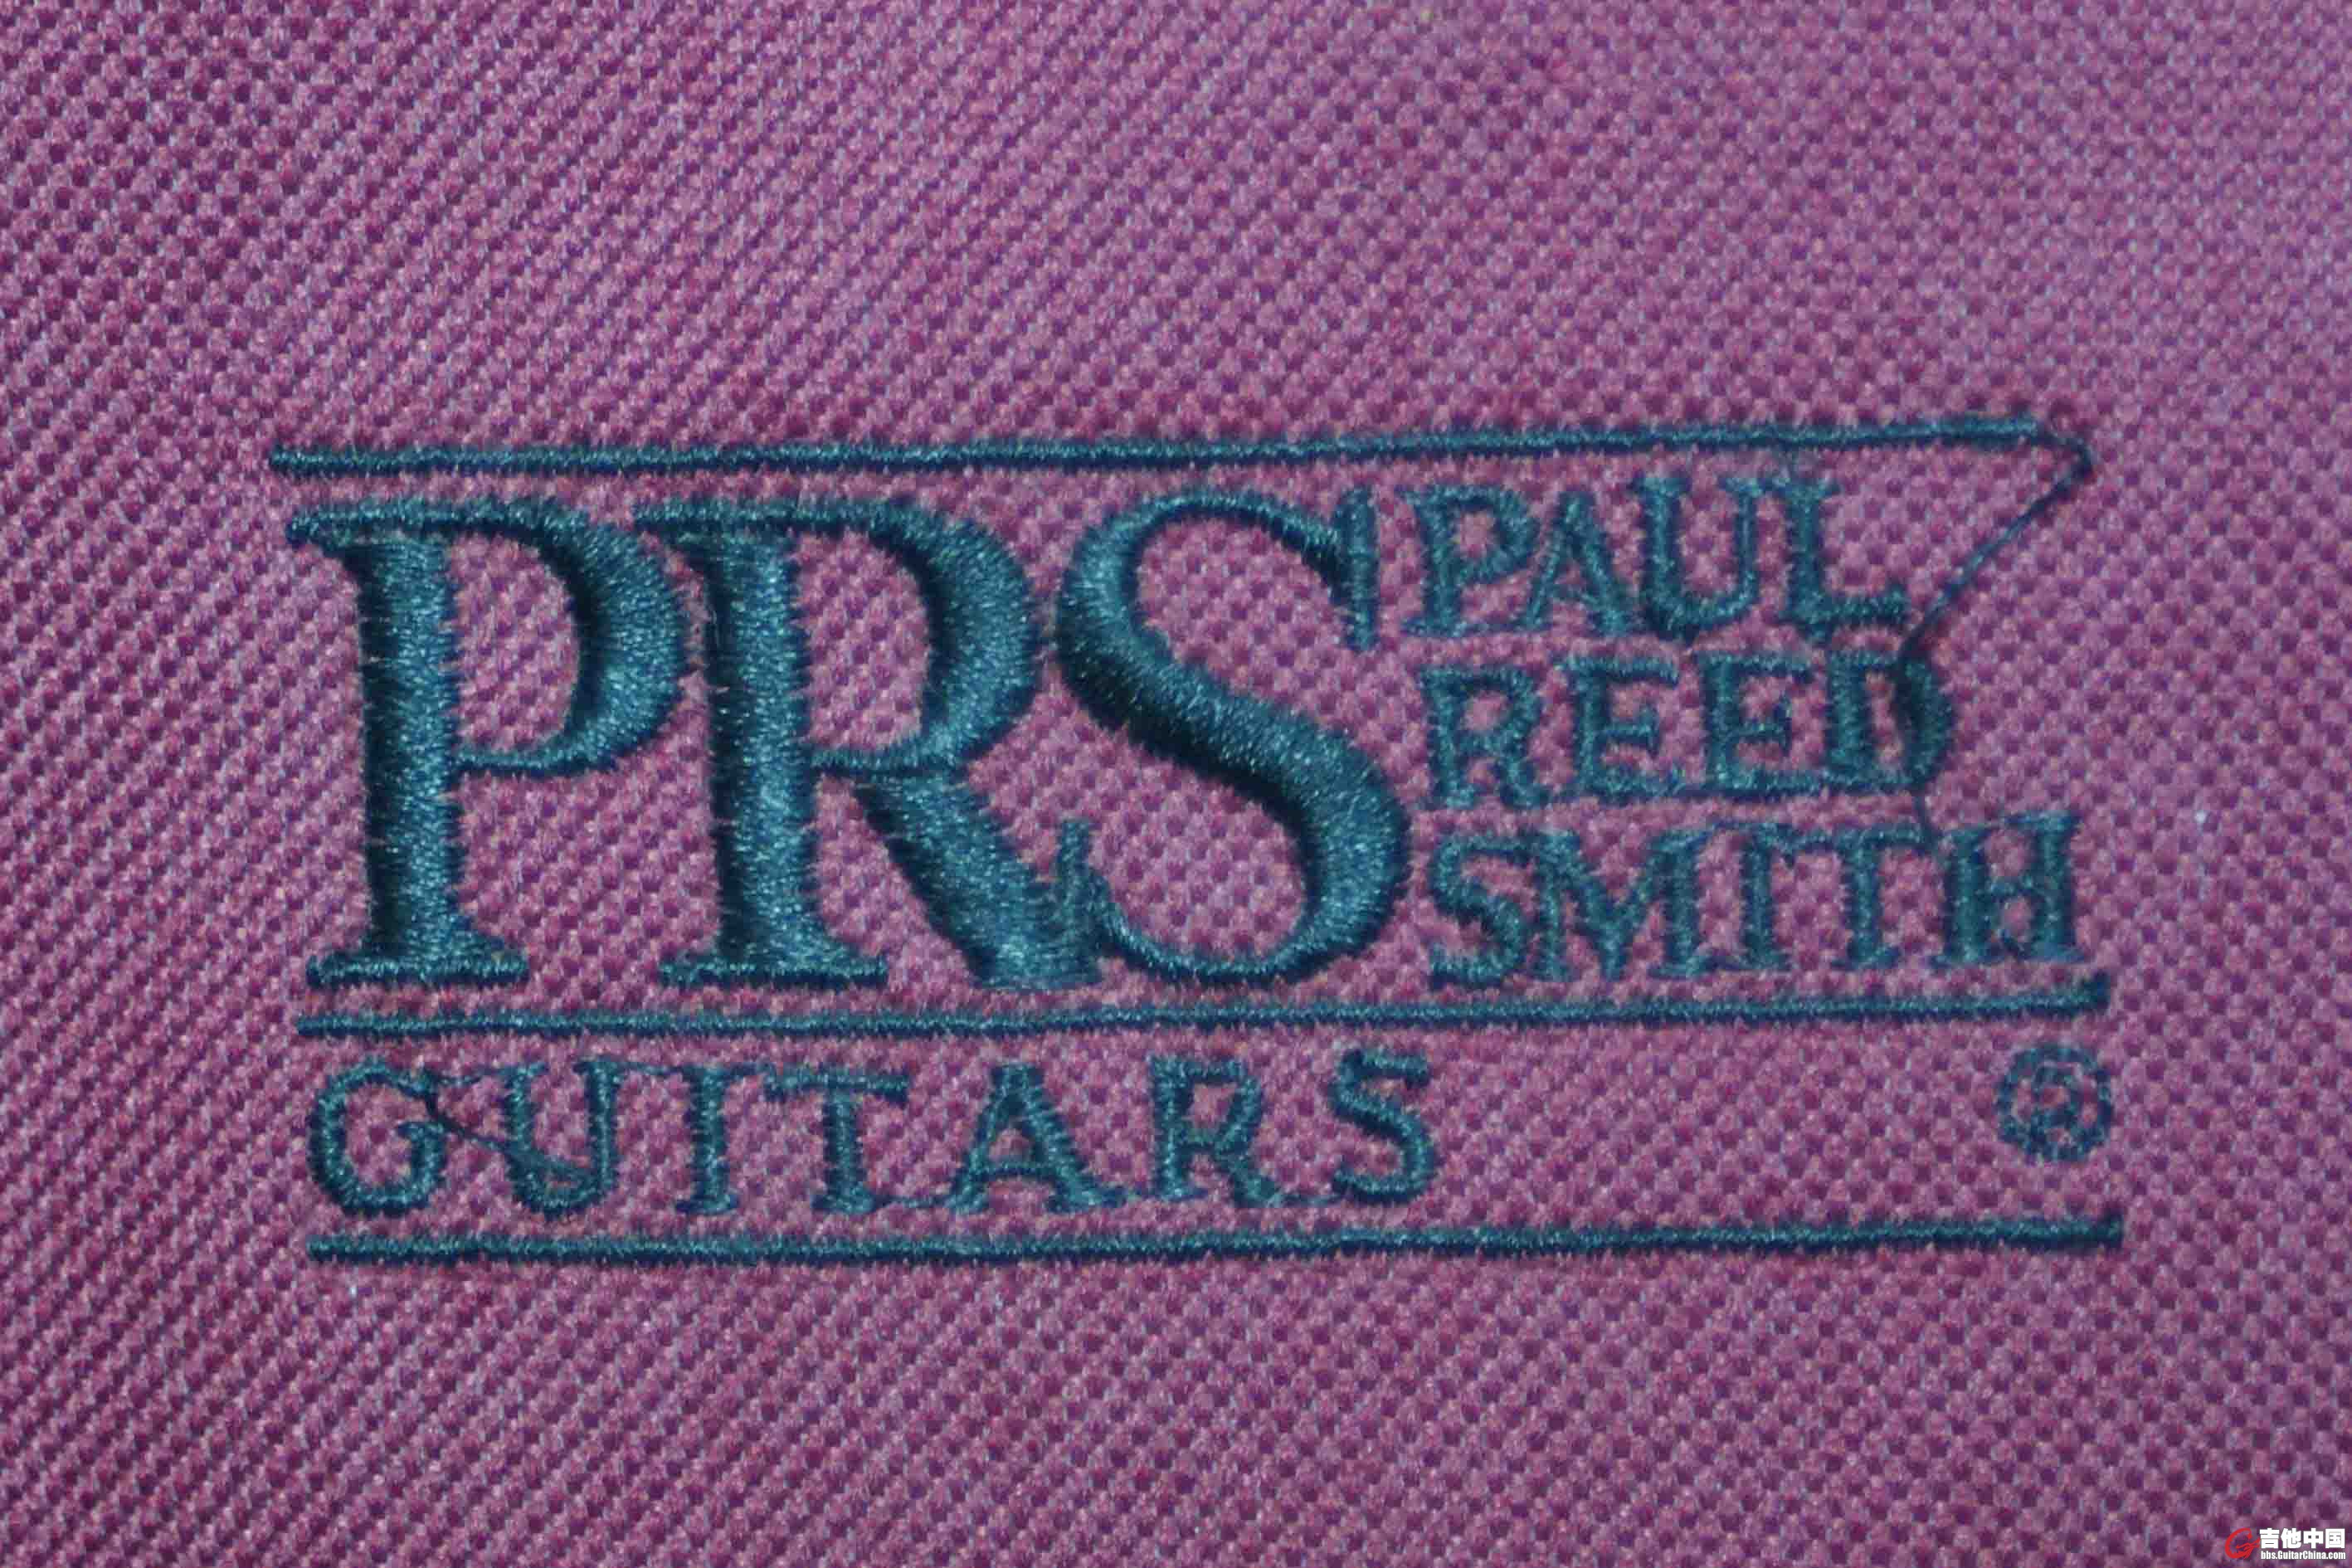 PRS PAUL
REED
SMITH
GUITARS ®
吉他中国
bbs.GuitarChina.com